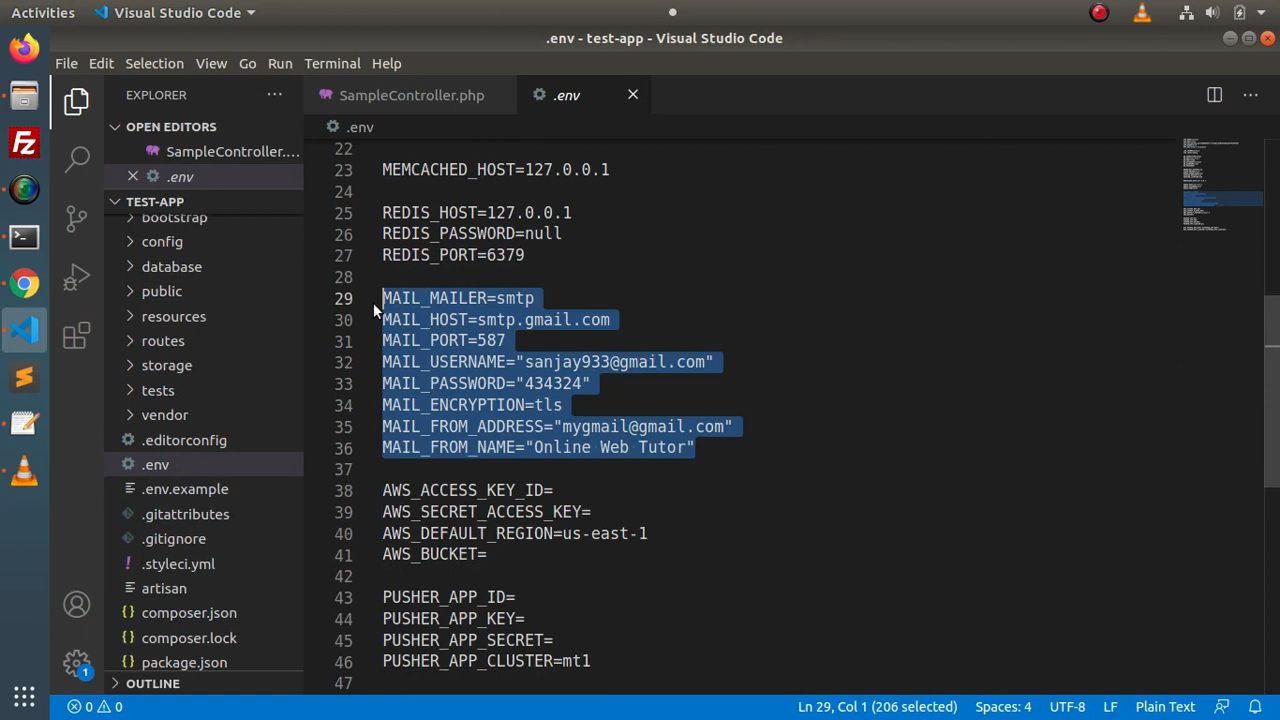 Activities
Visual Studio Code
.env - test-app - Visual Studio Code
File Edit Selection View Go Run Terminal Help
EXPLORER
OPEN EDITORS
SampleController....
.env
TEST-APP
bootstrap
config
database
public
resources
routes
storage
tests
vendor
.editorconfig
.env
.env.example
.gitattributes
.gitignore
.styleci.yml
artisan
composer.json
composer.lock
package.json
OUTLINE
SampleController.php
.env
.env
22
23 MEMCACHED_HOST=127.0.0.1
24
25 REDIS_HOST=127.0.0.1
26 REDIS_PASSWORD=null
27 REDIS_PORT=6379
28
29 MAIL_MAILER=smtp
30 MAIL_HOST=smtp.gmail.com
31 MAIL_PORT=587
32 MAIL_USERNAME="sanjay933@gmail.com"
33 MAIL_PASSWORD="434324"
34 MAIL_ENCRYPTION=tls
35 MAIL_FROM_ADDRESS="mygmail@gmail.com"
36 MAIL_FROM_NAME="Online Web Tutor"
37
38 AWS_ACCESS_KEY_ID=
39 AWS_SECRET_ACCESS_KEY=
40 AWS_DEFAULT_REGION=us-east-1
41 AWS_BUCKET=
42
43 PUSHER_APP_ID=
44 PUSHER_APP_KEY=
45 PUSHER_APP_SECRET=
46 PUSHER_APP_CLUSTER=mt1
47
1
0 0 Ln 29, Col 1 (206 selected) Spaces: 4 UTF-8 LF Plain Text